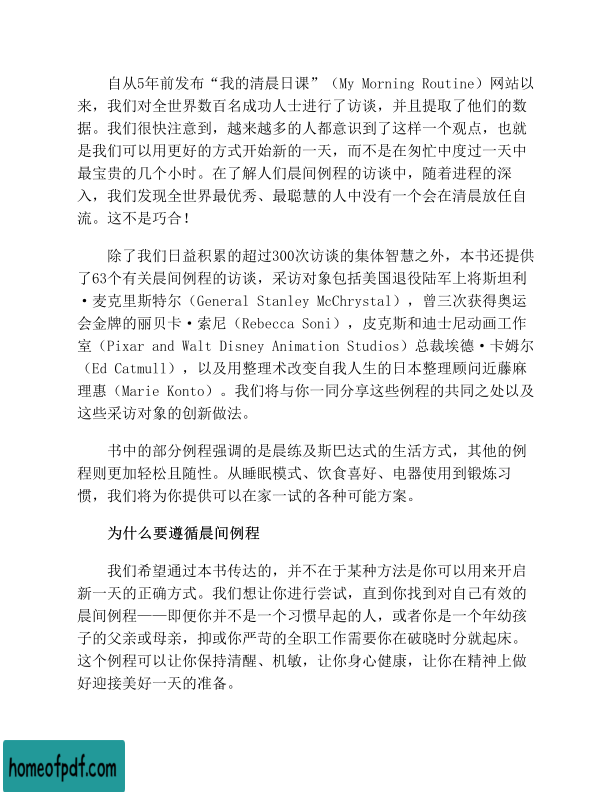 自从5年前发布“我的清晨日课”（My Morning Routine）网站以
来，我们对全世界数百名成功人士进行了访谈，并且提取了他们的数
据。我们很快注意到，越来越多的人都意识到了这样一个观点，也就
是我们可以用更好的方式开始新的一天，而不是在匆忙中度过一天中
最宝贵的几个小时。在了解人们晨间例程的访谈中，随着进程的深
入，我们发现全世界最优秀、最聪慧的人中没有一个会在清晨放任自
流。这不是巧合！
除了我们日益积累的超过300次访谈的集体智慧之外，本书还提供
了63个有关晨间例程的访谈，采访对象包括美国退役陆军上将斯坦利
·麦克里斯特尔（General Stanley McChrystal），曾三次获得奥运
会金牌的丽贝卡·索尼（Rebecca Soni），皮克斯和迪士尼动画工作
室（Pixar and Walt Disney Animation Studios）总裁埃德·卡姆尔
（Ed Catmull），以及用整理术改变自我人生的日本整理顾问近藤麻
理惠（Marie Konto）。我们将与你一同分享这些例程的共同之处以及
这些采访对象的创新做法。
书中的部分例程强调的是晨练及斯巴达式的生活方式，其他的例
程则更加轻松且随性。从睡眠模式、饮食喜好、电器使用到锻炼习
惯，我们将为你提供可以在家一试的各种可能方案。
为什么要遵循晨间例程
我们希望通过本书传达的，并不在于某种方法是你可以用来开启
新一天的正确方式。我们想让你进行尝试，直到你找到对自己有效的
晨间例程——即便你并不是一个习惯早起的人，或者你是一个年幼孩
子的父亲或母亲，抑或你严苛的全职工作需要你在破晓时分就起床。
这个例程可以让你保持清醒、机敏，让你身心健康，让你在精神上做
好迎接美好一天的准备。
homeofpdf.com